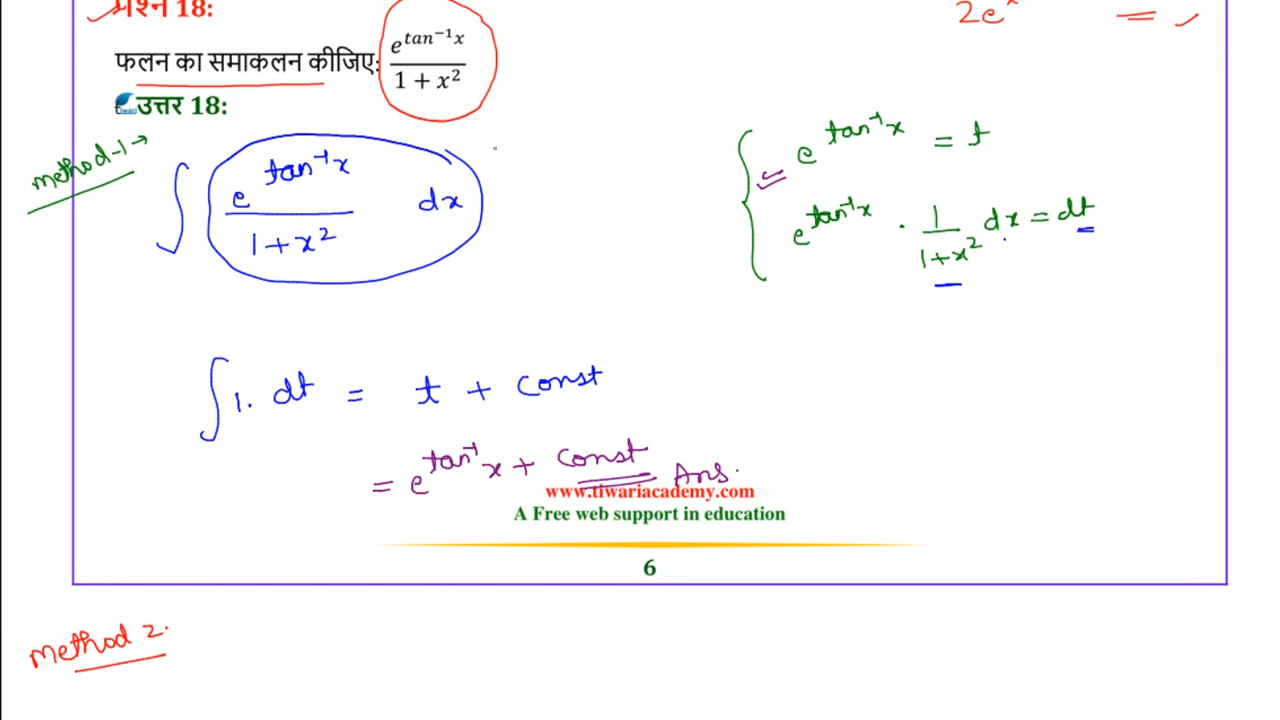 प्रश्न 18:
2eˣ =
फलन का समाकलन कीजिए: e^(tan⁻¹x) / (1 + x²)
उत्तर 18:
method-1→
∫ e^(tan⁻¹x) / (1+x²) dx
e^(tan⁻¹x) = t
e^(tan⁻¹x) · 1/(1+x²) dx = dt
∫ 1. dt = t + const
= e^(tan⁻¹x) + const Ans.
www.tiwariacademy.com
A Free web support in education
6
Method 2.